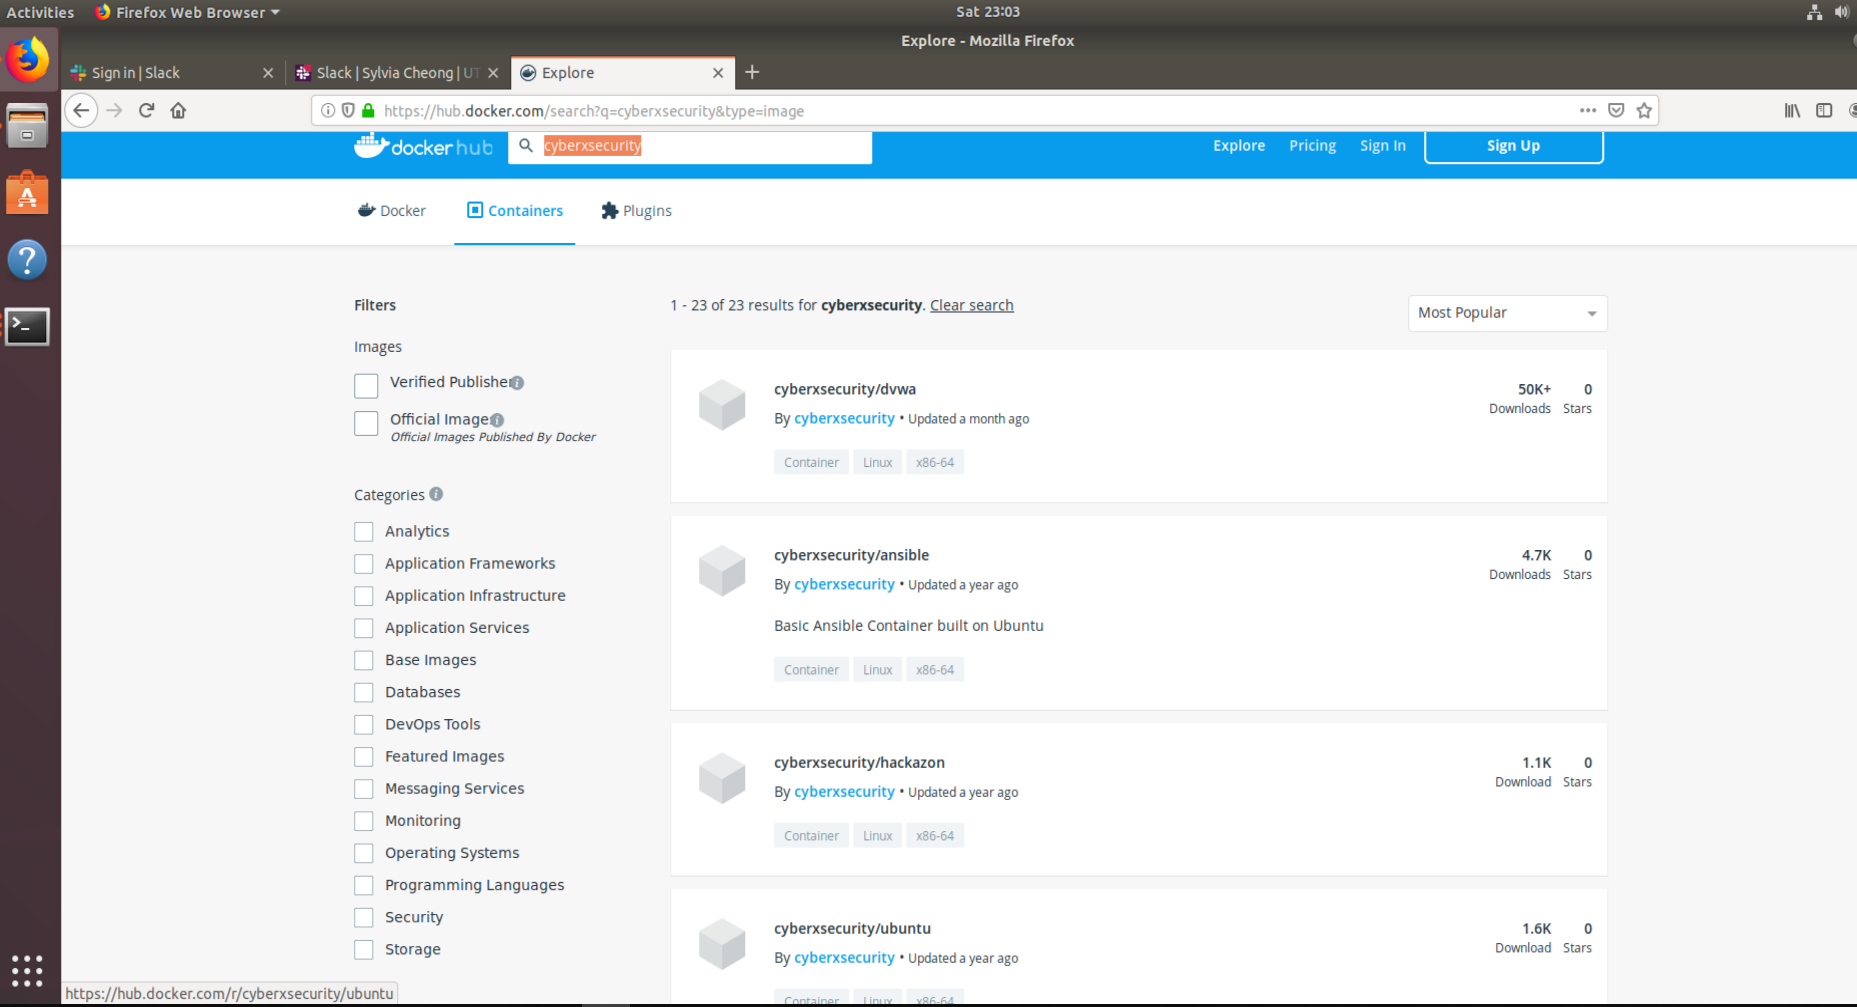 Activities
Firefox Web Browser
Sat 23:03
Explore - Mozilla Firefox
Sign in | Slack
Slack | Sylvia Cheong | UT
Explore
https://hub.docker.com/search?q=cyberxsecurity&type=image
docker hub
cyberxsecurity
Explore
Pricing
Sign In
Sign Up
Docker
Containers
Plugins
Filters
1 - 23 of 23 results for cyberxsecurity. Clear search
Most Popular
Images
Verified Publisher
Official Image
Official Images Published By Docker
Categories
Analytics
Application Frameworks
Application Infrastructure
Application Services
Base Images
Databases
DevOps Tools
Featured Images
Messaging Services
Monitoring
Operating Systems
Programming Languages
Security
Storage
cyberxsecurity/dvwa
50K+ 0
By cyberxsecurity • Updated a month ago
Downloads Stars
Container Linux x86-64
cyberxsecurity/ansible
4.7K 0
By cyberxsecurity • Updated a year ago
Downloads Stars
Basic Ansible Container built on Ubuntu
Container Linux x86-64
cyberxsecurity/hackazon
1.1K 0
By cyberxsecurity • Updated a year ago
Download Stars
Container Linux x86-64
cyberxsecurity/ubuntu
1.6K 0
By cyberxsecurity • Updated a year ago
Download Stars
Container Linux x86-64
https://hub.docker.com/r/cyberxsecurity/ubuntu